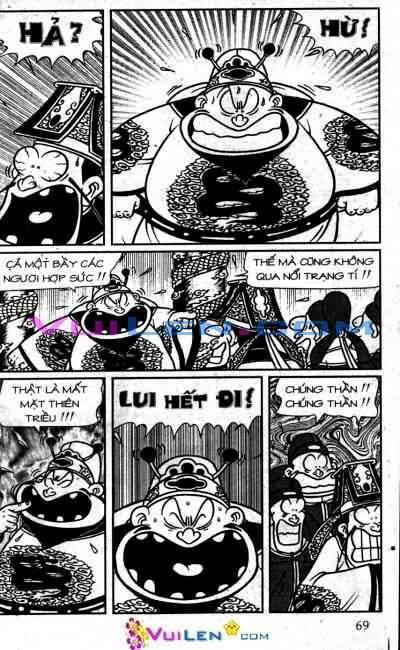 HẢ?
HỪ!
CẢ MỘT BẦY CÁC
NGƯƠI HỢP SỨC !!
THẾ MÀ CŨNG KHÔNG
QUA NỔI TRẠNG TÍ !!
VUILEN.COM
THẬT LÀ MẤT
MẶT THIÊN
TRIỀU !!!
LUI HẾT ĐI!
CHÚNG THẦN !!
CHÚNG THẦN !!
69
VUILEN.COM